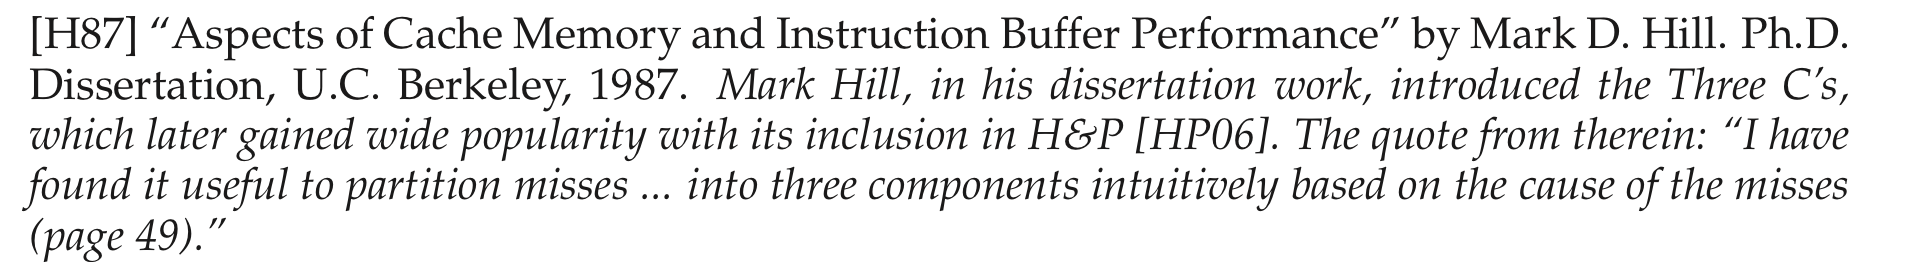 [H87] “Aspects of Cache Memory and Instruction Buffer Performance” by Mark D. Hill. Ph.D.
Dissertation, U.C. Berkeley, 1987. Mark Hill, in his dissertation work, introduced the Three C’s,
which later gained wide popularity with its inclusion in H&P [HP06]. The quote from therein: “I have
found it useful to partition misses ... into three components intuitively based on the cause of the misses
(page 49).”